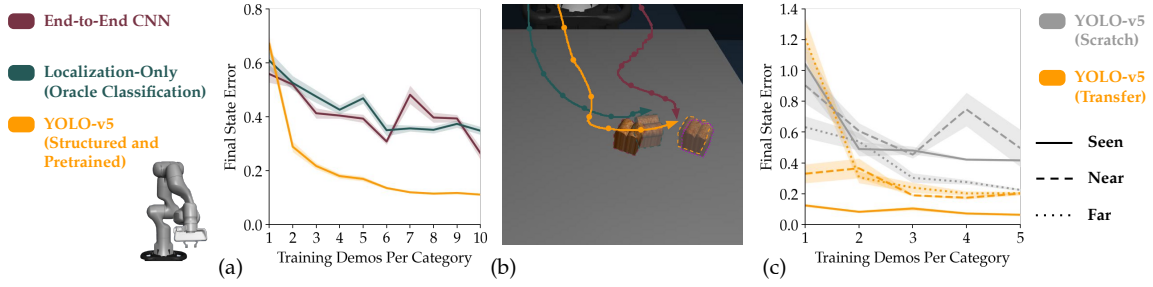 End-to-End CNN
Localization-Only
(Oracle Classification)
YOLO-v5
(Structured and
Pretrained)
(a)
Final State Error
0.8
0.6
0.4
0.2
0.0
1 2 3 4 5 6 7 8 9 10
Training Demos Per Category
(b)
(c)
Final State Error
1.4
1.2
1.0
0.8
0.6
0.4
0.2
0.0
1 2 3 4 5
Training Demos Per Category
YOLO-v5
(Scratch)
YOLO-v5
(Transfer)
Seen
Near
Far